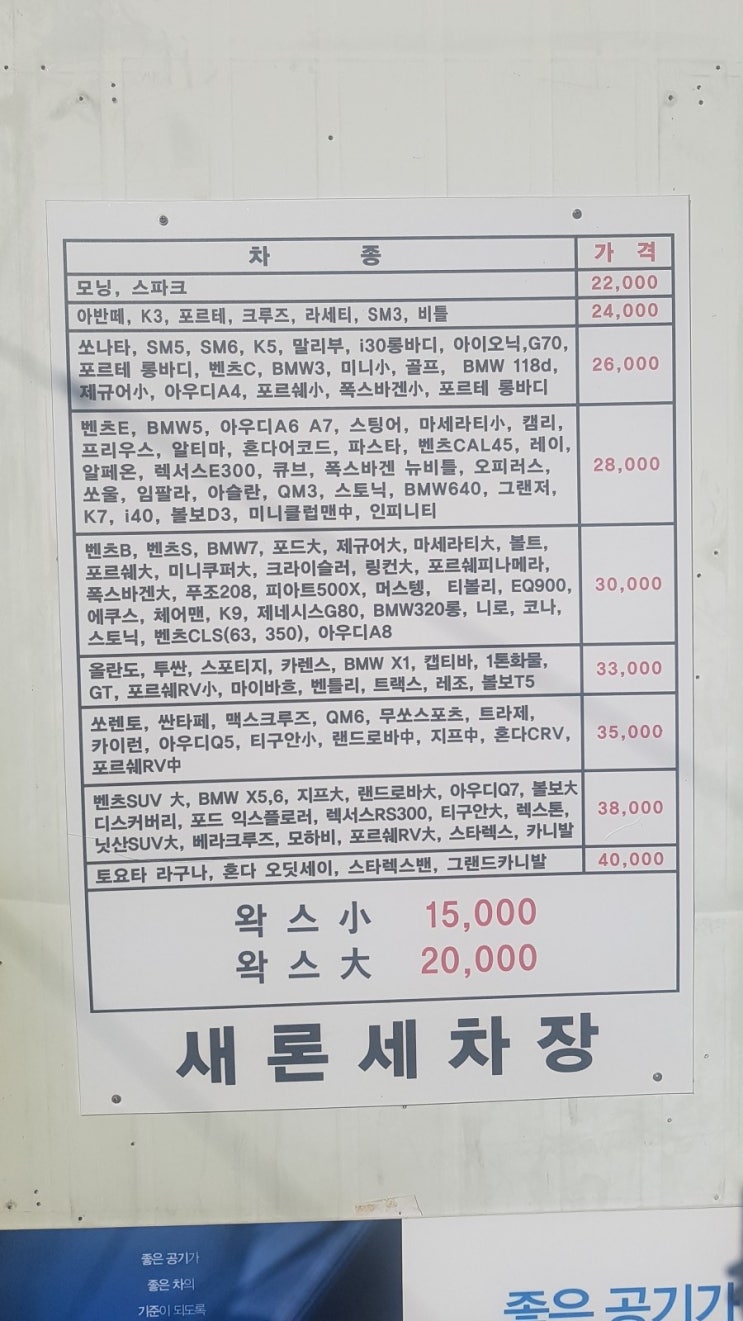 차 종 가 격
모닝, 스파크 22,000
아반떼, K3, 포르테, 크루즈, 라세티, SM3, 비틀 24,000
쏘나타, SM5, SM6, K5, 말리부, i30롱바디, 아이오닉,G70,
포르테 롱바디, 벤츠C, BMW3, 미니小, 골프, BMW 118d,
제규어小, 아우디A4, 포르쉐小, 폭스바겐小, 포르테 롱바디
26,000
벤츠E, BMW5, 아우디A6 A7, 스팅어, 마세라티小, 캠리,
프리우스, 알티마, 혼다어코드, 파스타, 벤츠CAL45, 레이,
알페온, 렉서스E300, 큐브, 폭스바겐 뉴비틀, 오피러스,
쏘울, 임팔라, 아슬란, QM3, 스토닉, BMW640, 그랜저,
K7, i40, 볼보D3, 미니클럽맨中, 인피니티
28,000
벤츠B, 벤츠S, BMW7, 포드大, 제규어大, 마세라티大, 볼트,
포르쉐大, 미니쿠퍼大, 크라이슬러, 링컨大, 포르쉐피나메라,
폭스바겐大, 푸조208, 피아트500X, 머스텡, 티볼리, EQ900,
에쿠스, 체어맨, K9, 제네시스G80, BMW320롱, 니로, 코나,
스토닉, 벤츠CLS(63, 350), 아우디A8
30,000
올란도, 투싼, 스포티지, 카렌스, BMW X1, 캡티바, 1톤화물,
GT, 포르쉐RV小, 마이바흐, 벤틀리, 트랙스, 레조, 볼보T5
33,000
쏘렌토, 싼타페, 맥스크루즈, QM6, 무쏘스포츠, 트라제,
카이런, 아우디Q5, 티구안小, 랜드로바中, 지프中, 혼다CRV,
포르쉐RV中
35,000
벤츠SUV 大, BMW X5,6, 지프大, 랜드로바大, 아우디Q7, 볼보大
디스커버리, 포드 익스플로러, 렉서스RS300, 티구안大, 렉스톤,
닛산SUV大, 베라크루즈, 모하비, 포르쉐RV大, 스타렉스, 카니발
38,000
토요타 라구나, 혼다 오딧세이, 스타렉스밴, 그랜드카니발 40,000
왁 스 小 15,000
왁 스 大 20,000
새 론 세 차 장
좋은 공기가
좋은 차의
기준이 되도록
좋은 공기가